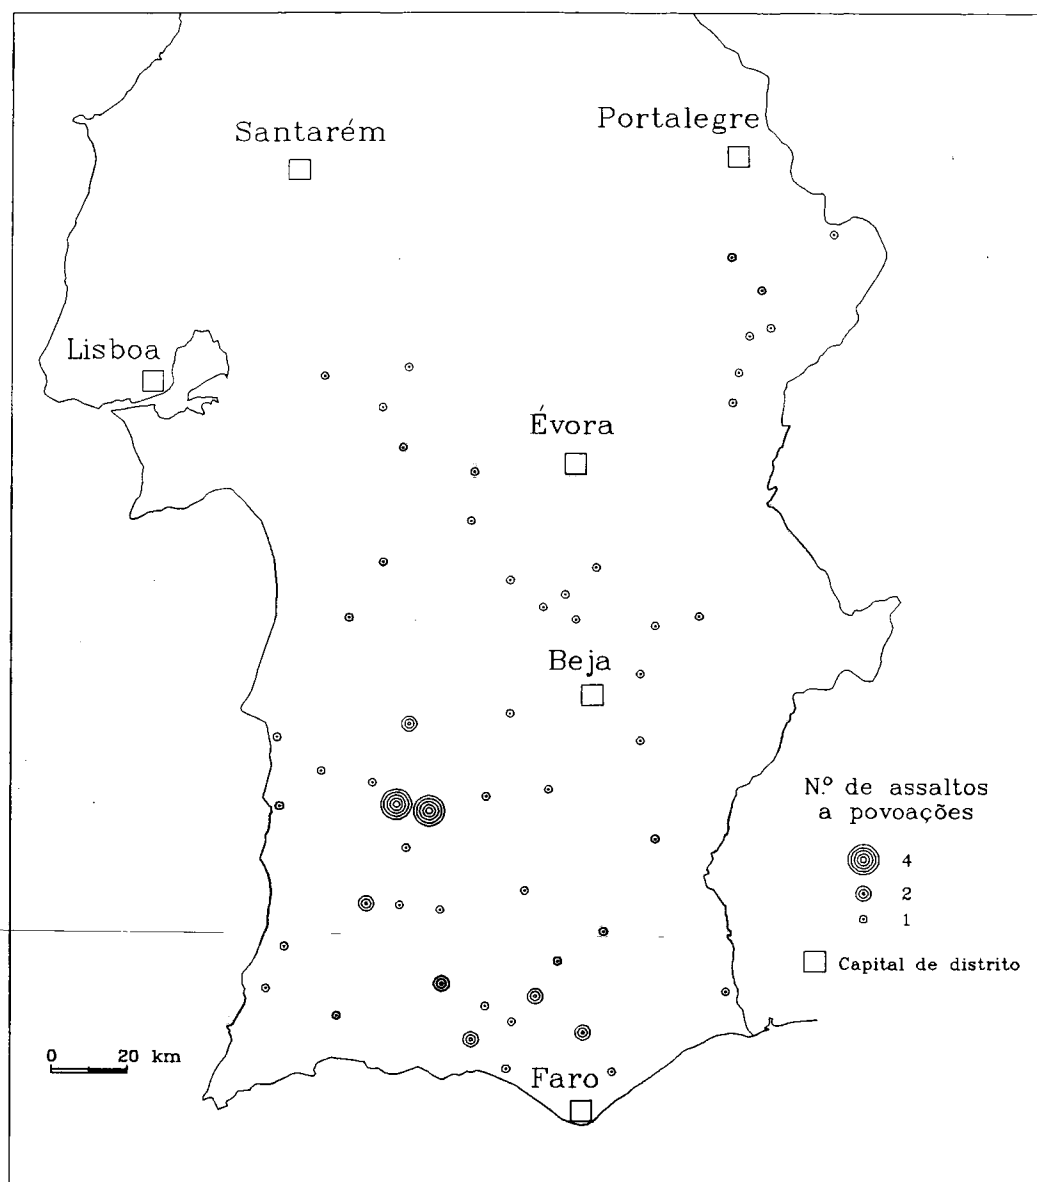 Portalegre
Santarém
Lisboa
Évora
Beja
N.º de assaltos
a povoações
4
2
1
Capital de distrito
0 20 km
Faro